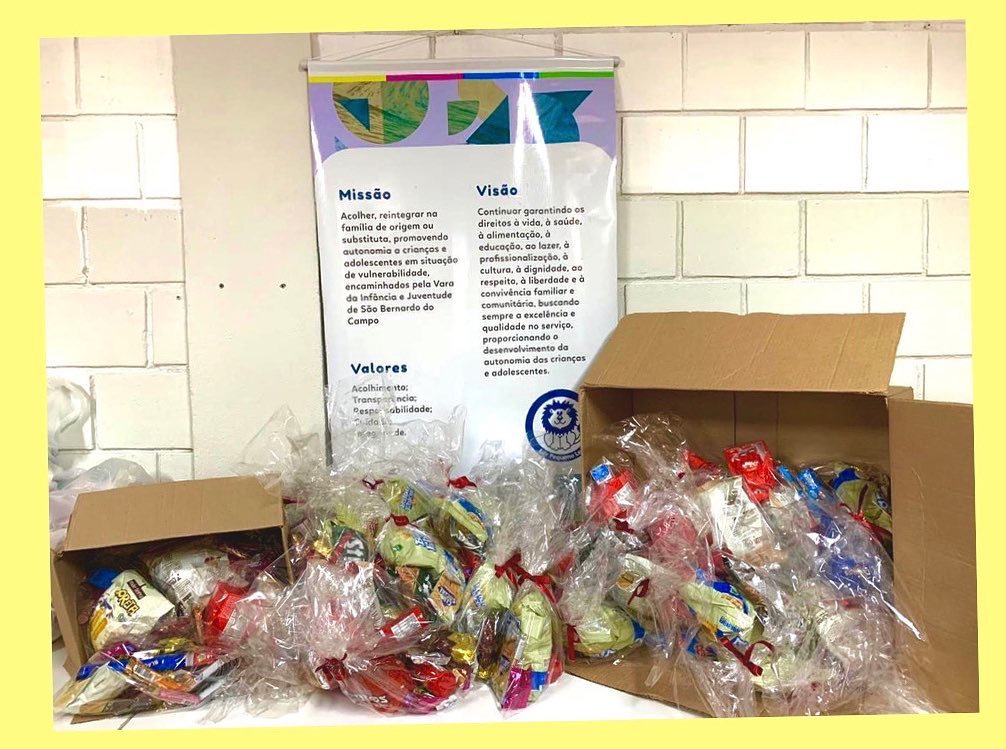 Missão
Acolher, reintegrar na
família de origem ou
substituta, promovendo
autonomia a crianças e
adolescentes em situação
de vulnerabilidade,
encaminhados pela Vara
da Infância e Juventude
de São Bernardo do
Campo
Valores
Acolhimento;
Transparência;
Responsabilidade;
Visão
Continuar garantindo os
direitos à vida, à saúde,
à alimentação, à
educação, ao lazer, à
profissionalização, à
cultura, à dignidade, ao
respeito, à liberdade e à
convivência familiar e
comunitária, buscando
sempre a excelência e
qualidade no serviço,
proporcionando o
desenvolvimento da
autonomia das crianças
e adolescentes.
Pequeno